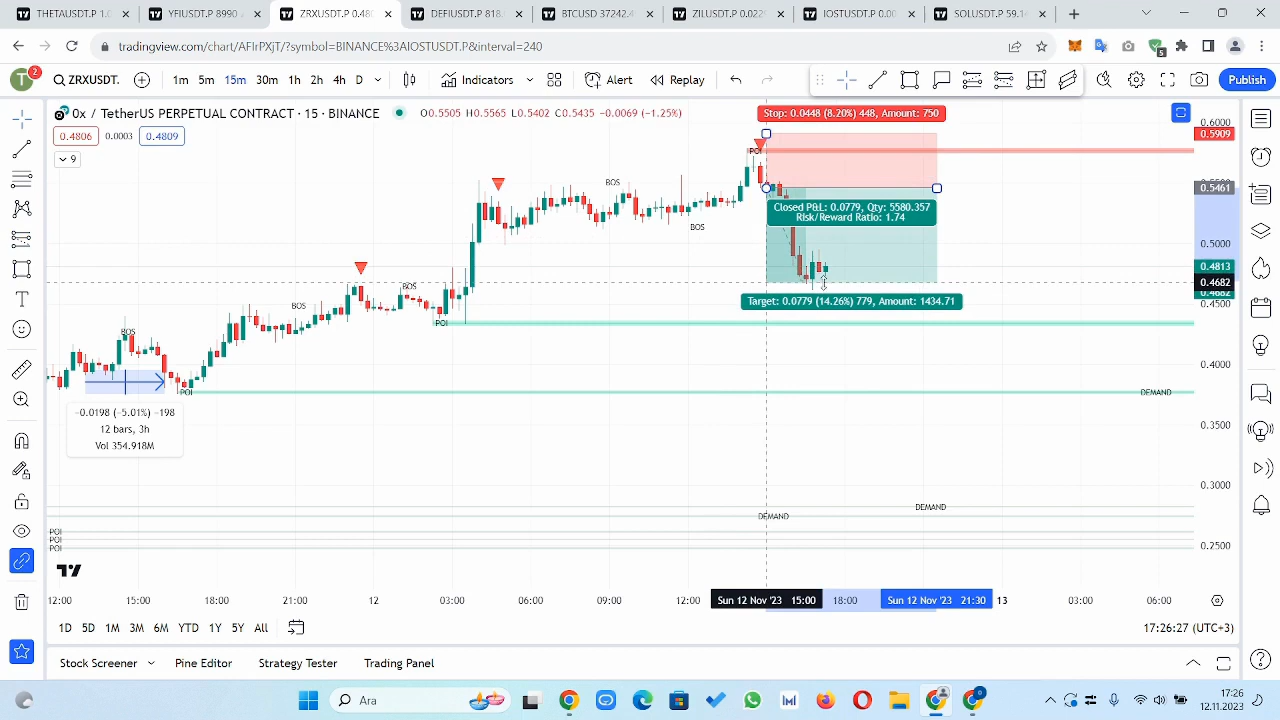 THETAUSDT.P 1.0
YFIUSDT.P 8990
ZRXUSDT.P 0.480
DEFIUSDT.P 818.
BTCUSD 37242.4
ZILUSDT.P 0.022
IOSTUSDT.P 0.00
SOLUSDT.P 59.1
tradingview.com/chart/AFIrPXJT/?symbol=BINANCE%3AIOSTUSDT.P&interval=240
5
T
2
ZRXUSDT.
1m 5m 15m 30m 1h 2h 4h D
Indicators
Alert
Replay
Publish
0x / TetherUS PERPETUAL CONTRACT · 15 · BINANCE
O0.5505 H0.5565 L0.5402 C0.5435 -0.0069 (-1.25%)
0.4806 0.0003 0.4809
9
Stop: 0.0448 (8.20%) 448, Amount: 750
0.6000
0.5909
POI
0.5461
BOS
Closed P&L: 0.0779, Qty: 5580.357
Risk/Reward Ratio: 1.74
BOS
0.5000
0.4813
0.4682
BOS
BOS
Target: 0.0779 (14.26%) 779, Amount: 1434.71
0.4500
POI
BOS
0.4000
POI
DEMAND
-0.0198 (-5.01%) -198
12 bars, 3h
Vol 354.918M
0.3500
0.3000
DEMAND
DEMAND
POI
POI
POI
0.2500
12:00 15:00 18:00 21:00 12 03:00 06:00 09:00 12:00 Sun 12 Nov '23 15:00 18:00 Sun 12 Nov '23 21:30 13 03:00 06:00
1D 5D 1M 3M 6M YTD 1Y 5Y All
17:26:27 (UTC+3)
Stock Screener
Pine Editor
Strategy Tester
Trading Panel
Ara
17:26
12.11.2023